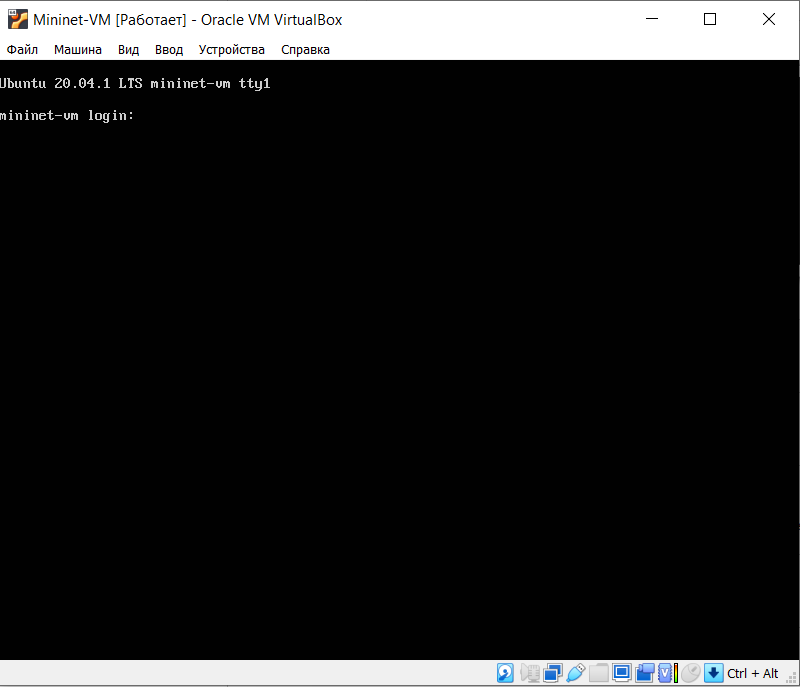 Mininet-VM [Работает] - Oracle VM VirtualBox
Файл Машина Вид Ввод Устройства Справка
Ubuntu 20.04.1 LTS mininet-vm tty1
mininet-vm login:
Ctrl + Alt